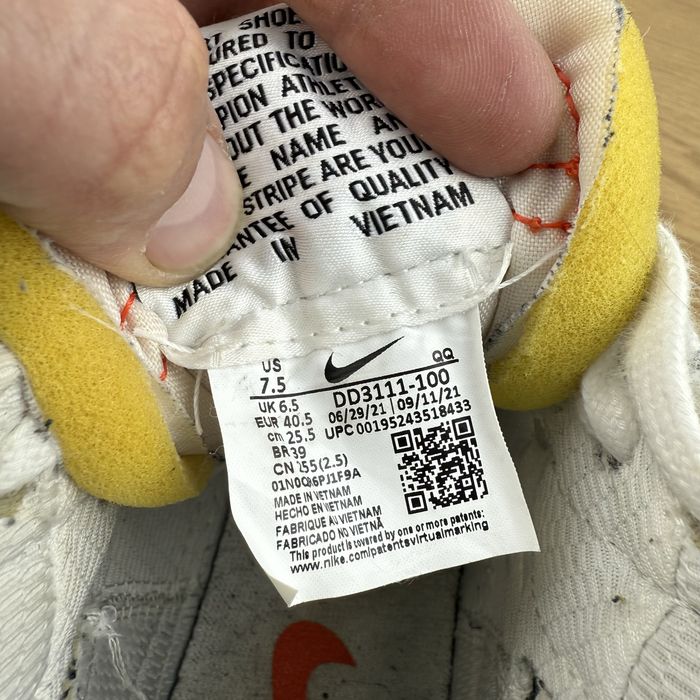 SHOE
URED TO
SPECIFICATIO
PION ATHLET
OUT THE WOR
E NAME AN
STRIPE ARE YOU
ANTEE OF QUALITY
MADE IN VIETNAM
US QQ
7.5 DD3111-100
UK 6.5 06/29/21 | 09/11/21
EUR 40.5 UPC 00195243518433
cm 25.5
BR 39
CN 255 (2.5)
MADE IN VIETNAM
HECHO EN VIETNAM
FABRIQUE AU VIETNAM
FABRICADO NO VIETNÃ
This product is covered by one or more patents:
www.nike.com/patentsvirtualmarking